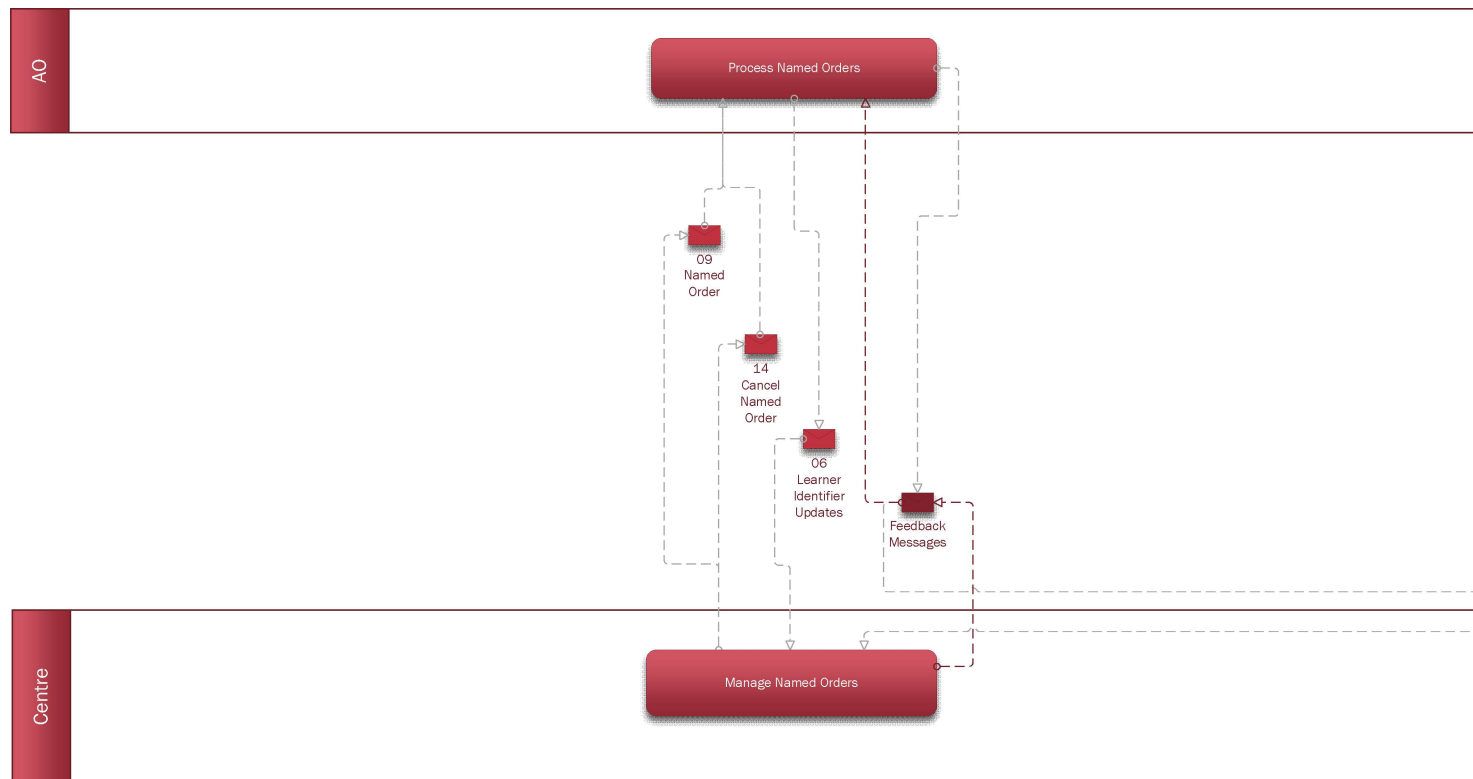 AO
Process Named Orders
09
Named
Order
14
Cancel
Named
Order
06
Learner
Identifier
Updates
Feedback
Messages
Centre
Manage Named Orders